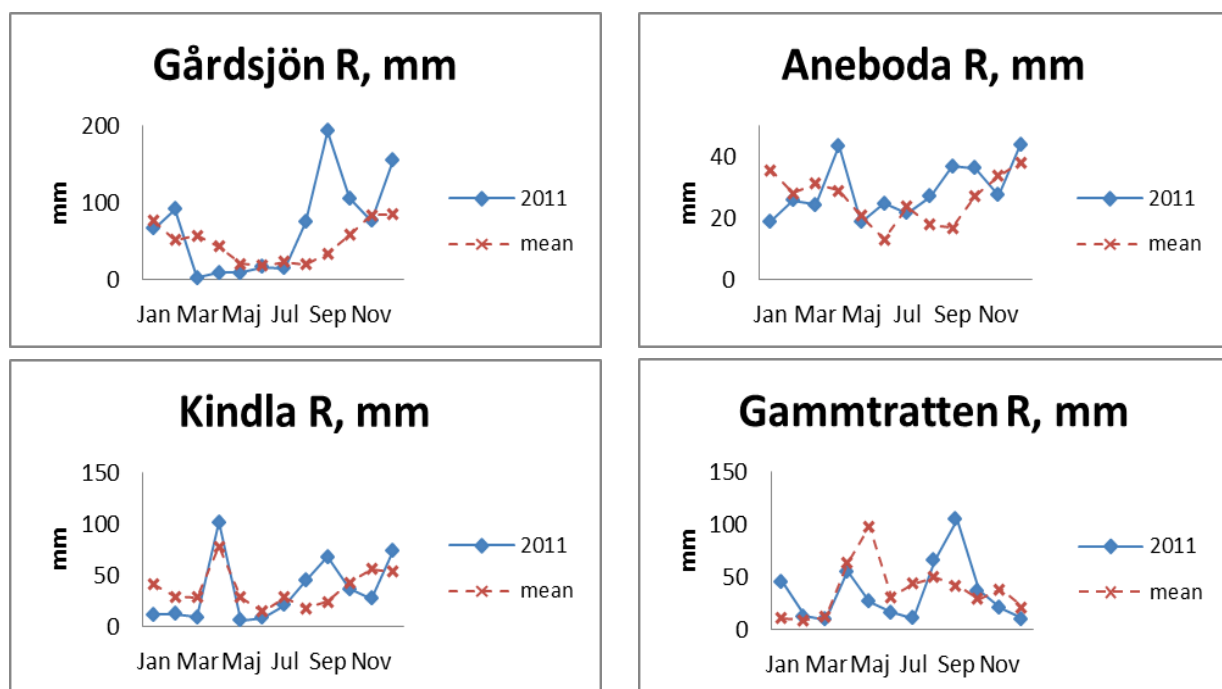 Gårdsjön R, mm
200
100
0
mm
Jan Mar Maj Jul Sep Nov
2011
mean
Aneboda R, mm
40
20
0
mm
Jan Mar Maj Jul Sep Nov
2011
mean
Kindla R, mm
150
100
50
0
mm
Jan Mar Maj Jul Sep Nov
2011
mean
Gammtratten R, mm
150
100
50
0
mm
Jan Mar Maj Jul Sep Nov
2011
mean